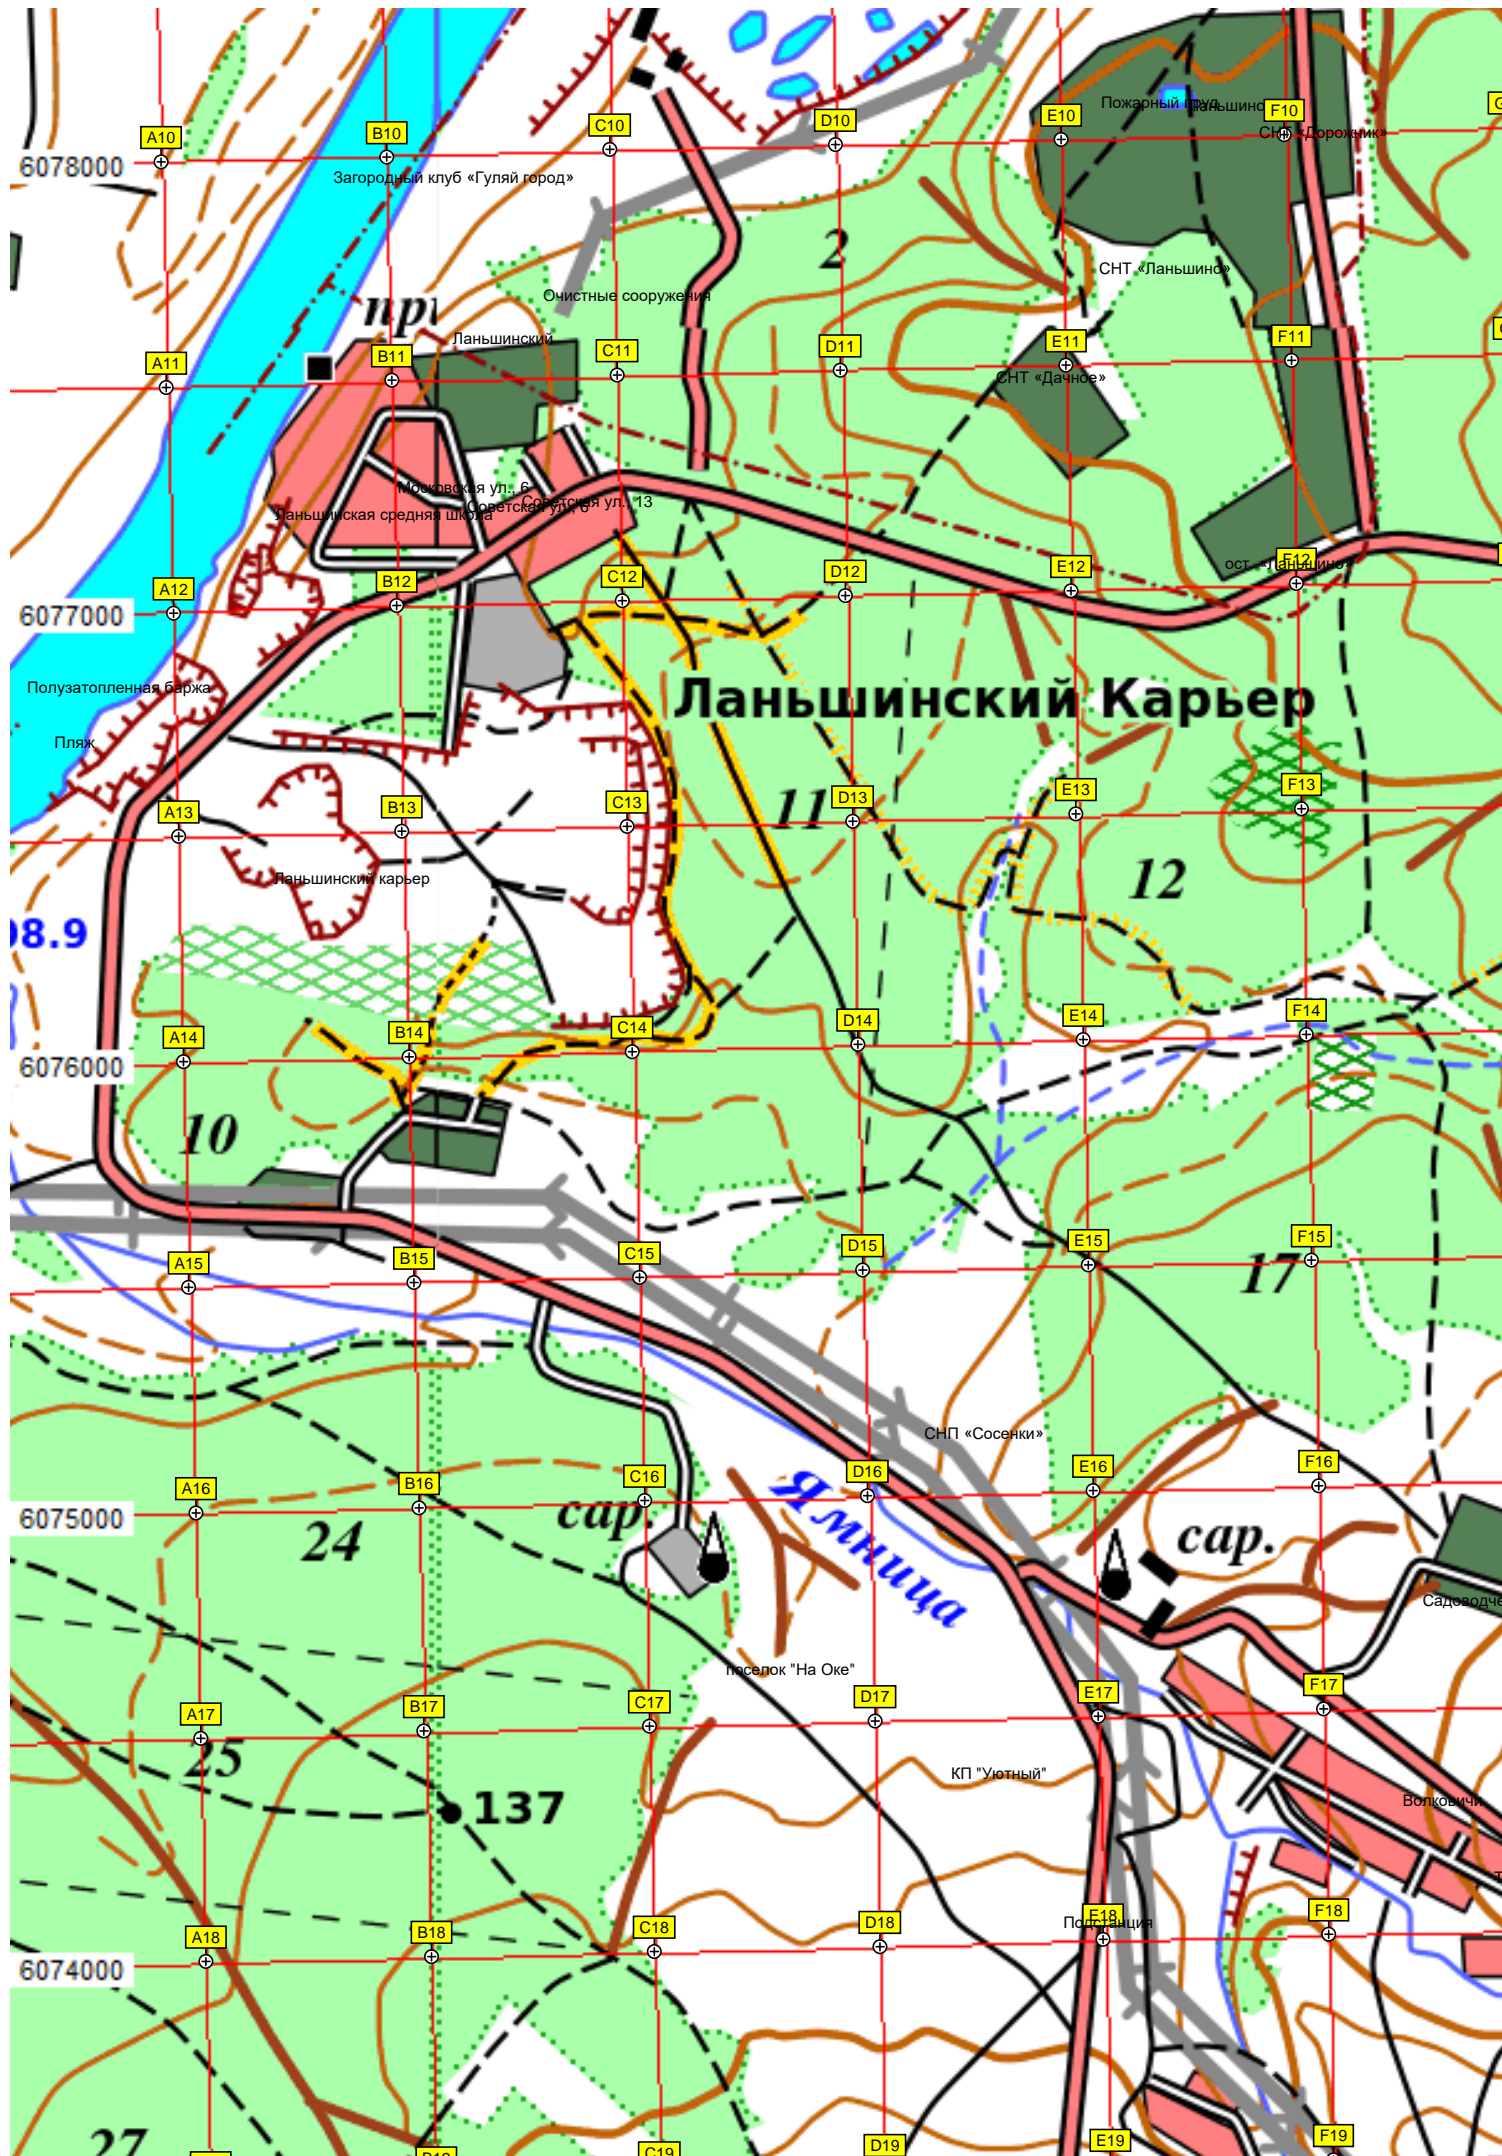 A10
B10
C10
D10
E10
F10
Пожарный пруд
СНТ «Дорожник»
6078000
Загородный клуб «Гуляй город»
2
СНТ «Ланьшино»
Очистные сооружения
Ланьшинский
A11
B11
C11
D11
E11
F11
СНТ «Дачное»
Московская ул., 6
Советская ул., 13
Ланьшинская средняя школа
ост. «Ланьшино»
A12
B12
C12
D12
E12
F12
6077000
Полузатопленная баржа
Ланьшинский Карьер
Пляж
A13
B13
C13
11
D13
E13
F13
Ланьшинский карьер
12
98.9
A14
B14
C14
D14
E14
F14
6076000
10
A15
B15
C15
D15
E15
F15
17
СНП «Сосенки»
A16
B16
C16
D16
E16
F16
6075000
24
сар.
Ямница
сар.
поселок "На Оке"
A17
B17
C17
D17
E17
F17
25
КП "Уютный"
137
Волковичи
A18
B18
C18
D18
E18
F18
Подстанция
6074000
27
B19
C19
D19
E19
F19